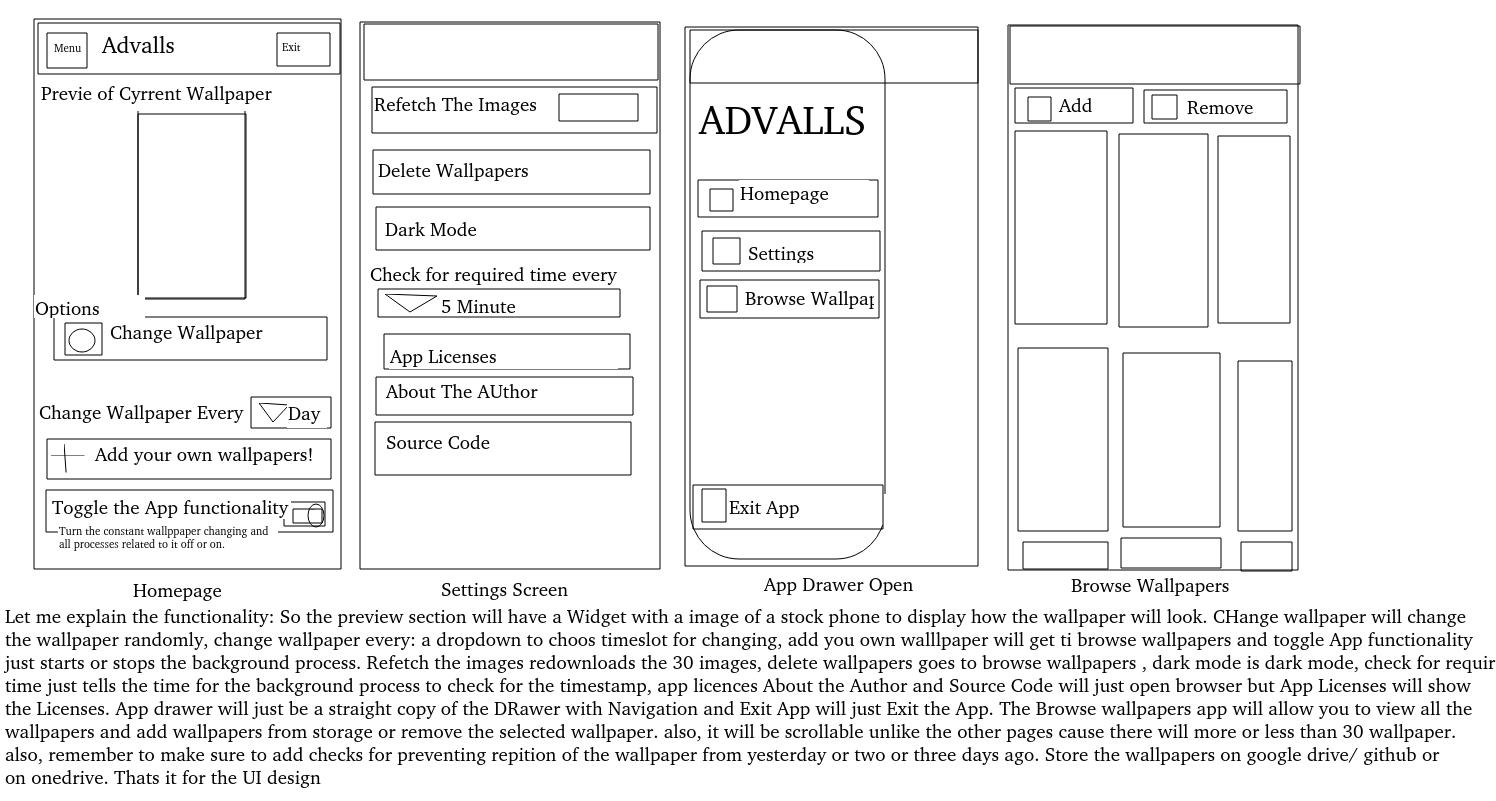 Menu
Advalls
Exit
Previe of Cyrrent Wallpaper
Options
Change Wallpaper
Change Wallpaper Every
Day
Add your own wallpapers!
Toggle the App functionality
Turn the constant wallppaper changing and
all processes related to it off or on.
Homepage
Refetch The Images
Delete Wallpapers
Dark Mode
Check for required time every
5 Minute
App Licenses
About The AUthor
Source Code
Settings Screen
ADVALLS
Homepage
Settings
Browse Wallpap
Exit App
App Drawer Open
Add
Remove
Browse Wallpapers
Let me explain the functionality: So the preview section will have a Widget with a image of a stock phone to display how the wallpaper will look. CHange wallpaper will change
the wallpaper randomly, change wallpaper every: a dropdown to choos timeslot for changing, add you own walllpaper will get ti browse wallpapers and toggle App functionality
just starts or stops the background process. Refetch the images redownloads the 30 images, delete wallpapers goes to browse wallpapers , dark mode is dark mode, check for requir
time just tells the time for the background process to check for the timestamp, app licences About the Author and Source Code will just open browser but App Licenses will show
the Licenses. App drawer will just be a straight copy of the DRawer with Navigation and Exit App will just Exit the App. The Browse wallpapers app will allow you to view all the
wallpapers and add wallpapers from storage or remove the selected wallpaper. also, it will be scrollable unlike the other pages cause there will more or less than 30 wallpaper.
also, remember to make sure to add checks for preventing repition of the wallpaper from yesterday or two or three days ago. Store the wallpapers on google drive/ github or
on onedrive. Thats it for the UI design